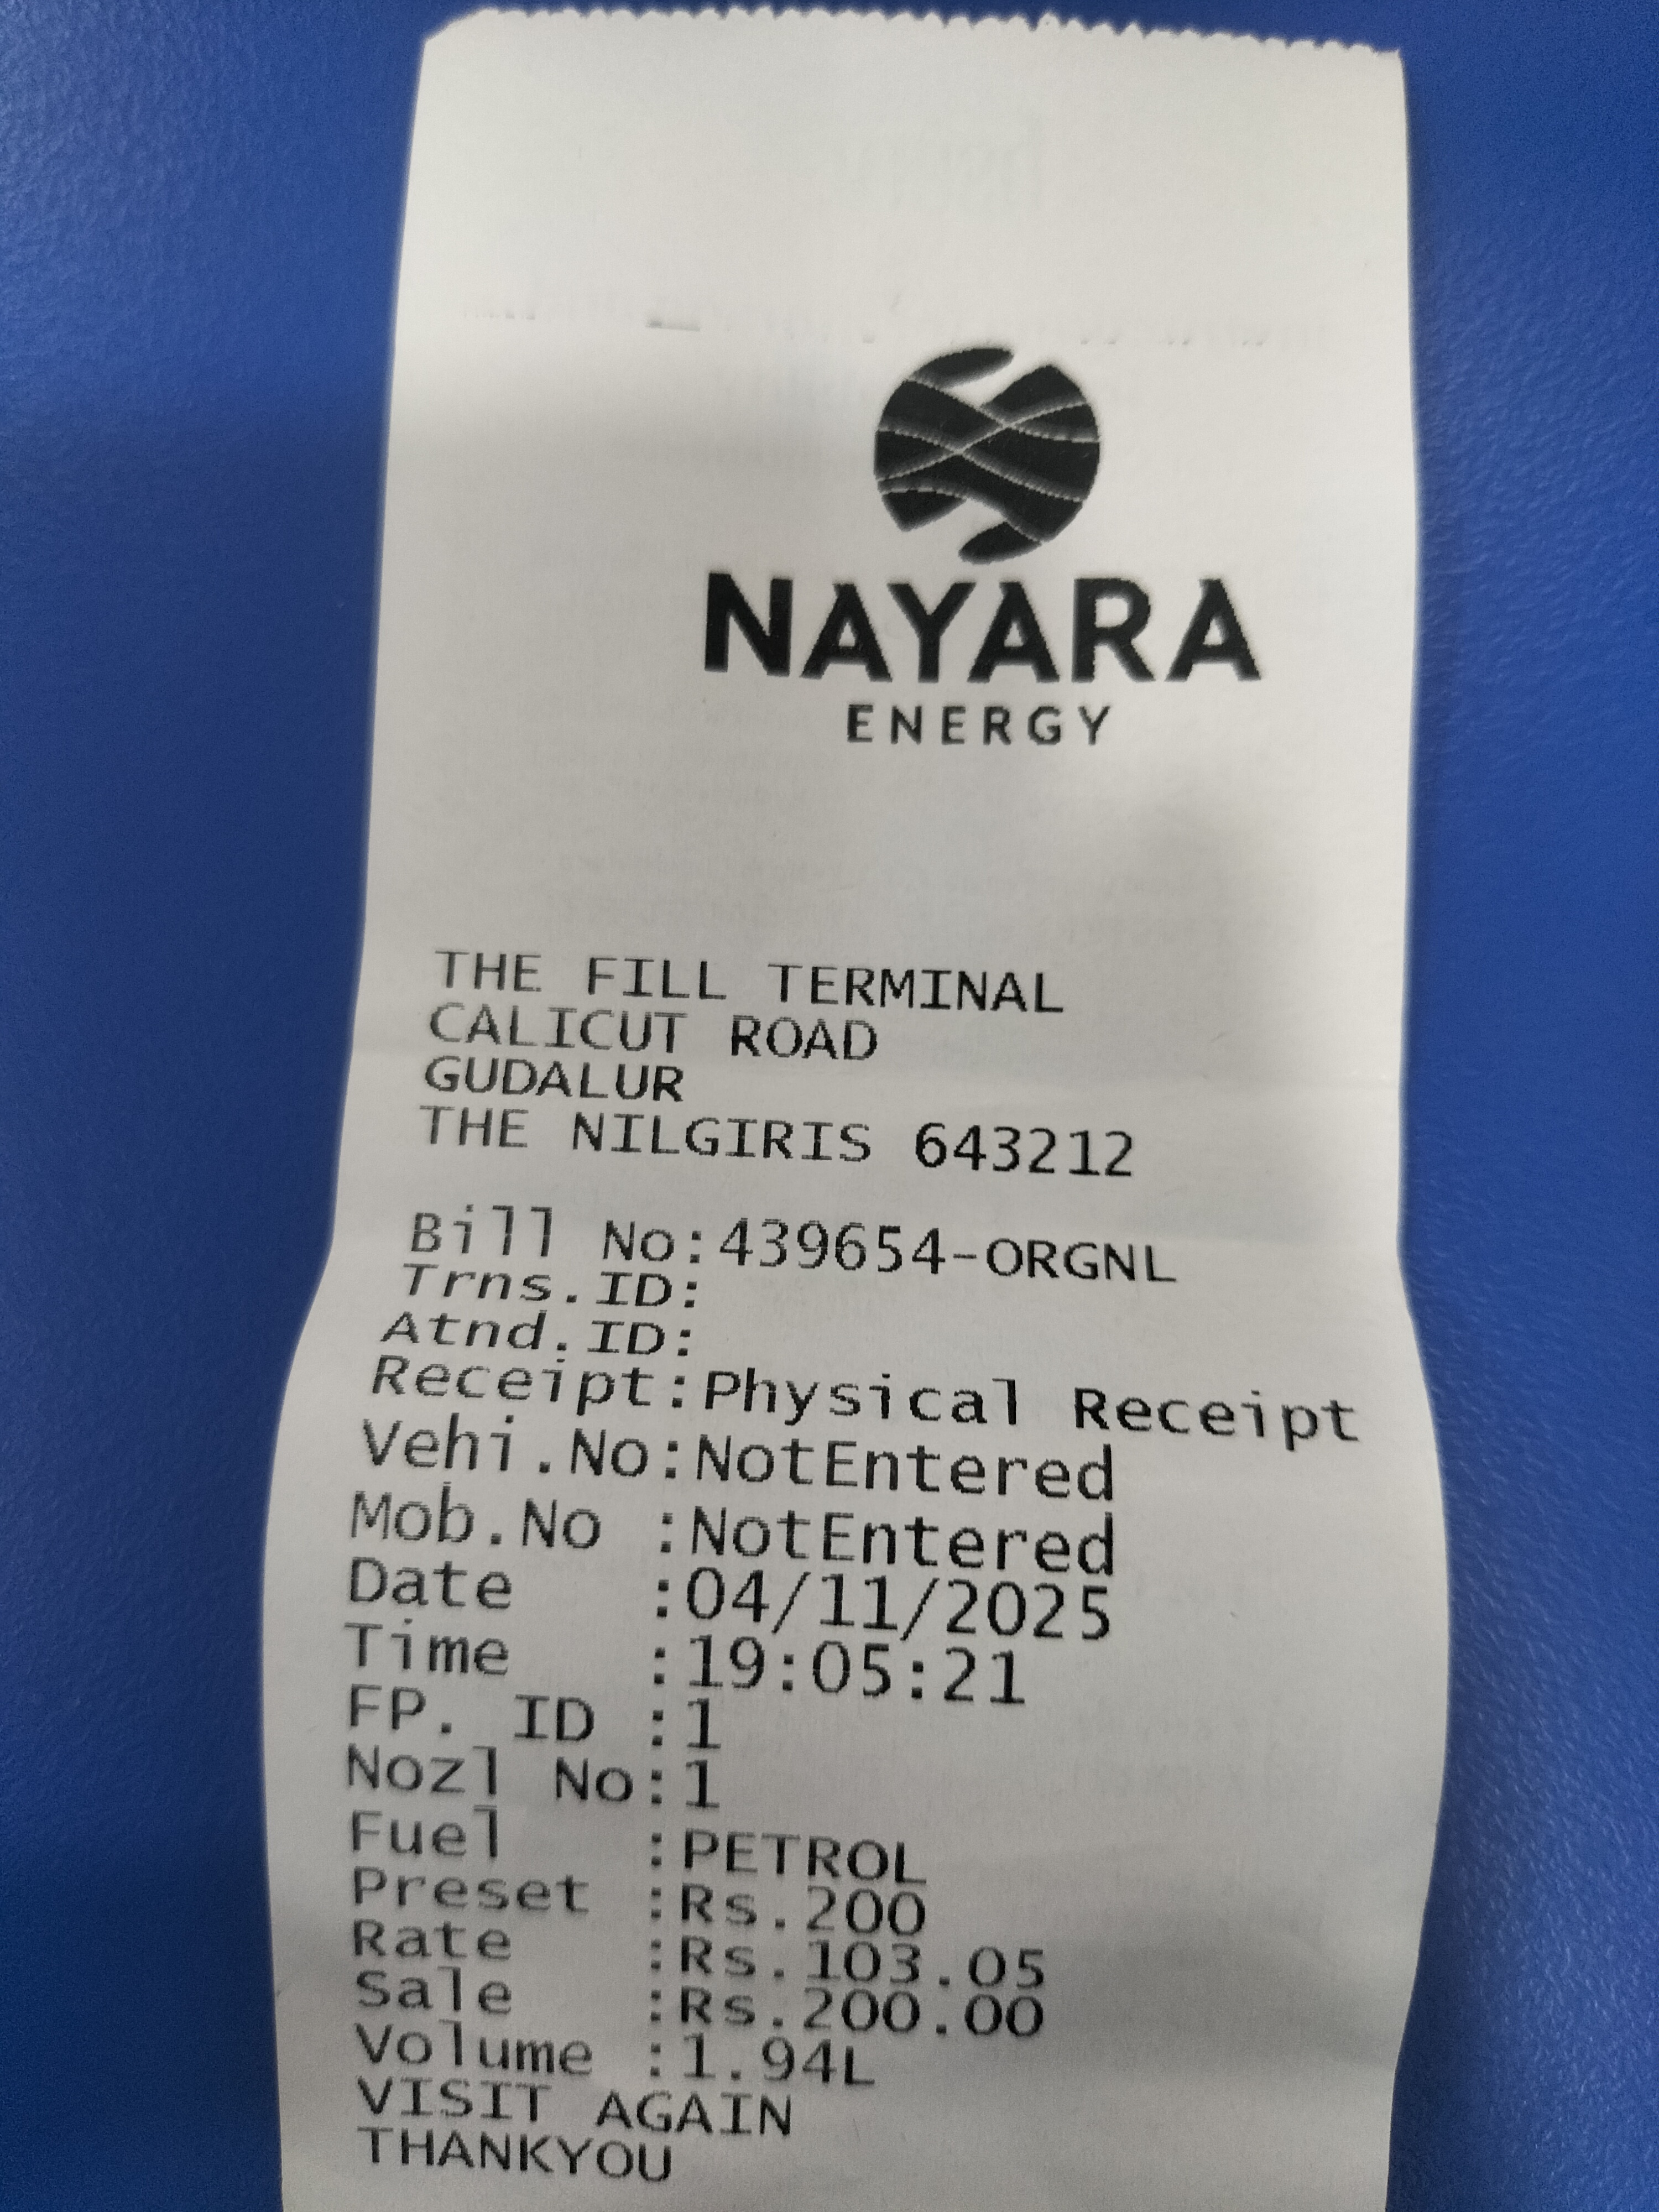 NAYARA
ENERGY
THE FILL TERMINAL
CALICUT ROAD
GUDALUR
THE NILGIRIS 643212
Bill No:439654-ORGNL
Trns.ID:
Atnd.ID:
Receipt:Physical Receipt
Vehi.No:NotEntered
Mob.No :NotEntered
Date :04/11/2025
Time :19:05:21
FP. ID :1
Nozl No:1
Fuel :PETROL
Preset :Rs.200
Rate :Rs.103.05
Sale :Rs.200.00
Volume :1.94L
VISIT AGAIN
THANKYOU